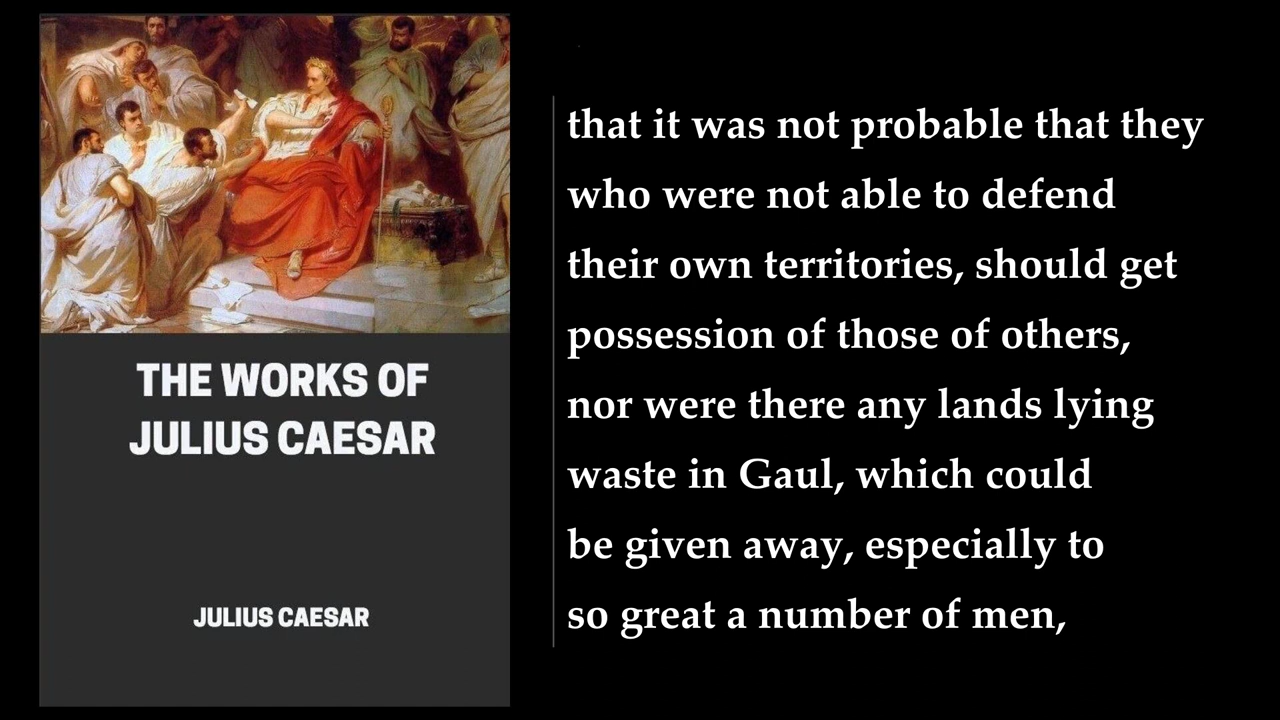 THE WORKS OF
JULIUS CAESAR
JULIUS CAESAR
that it was not probable that they
who were not able to defend
their own territories, should get
possession of those of others,
nor were there any lands lying
waste in Gaul, which could
be given away, especially to
so great a number of men,